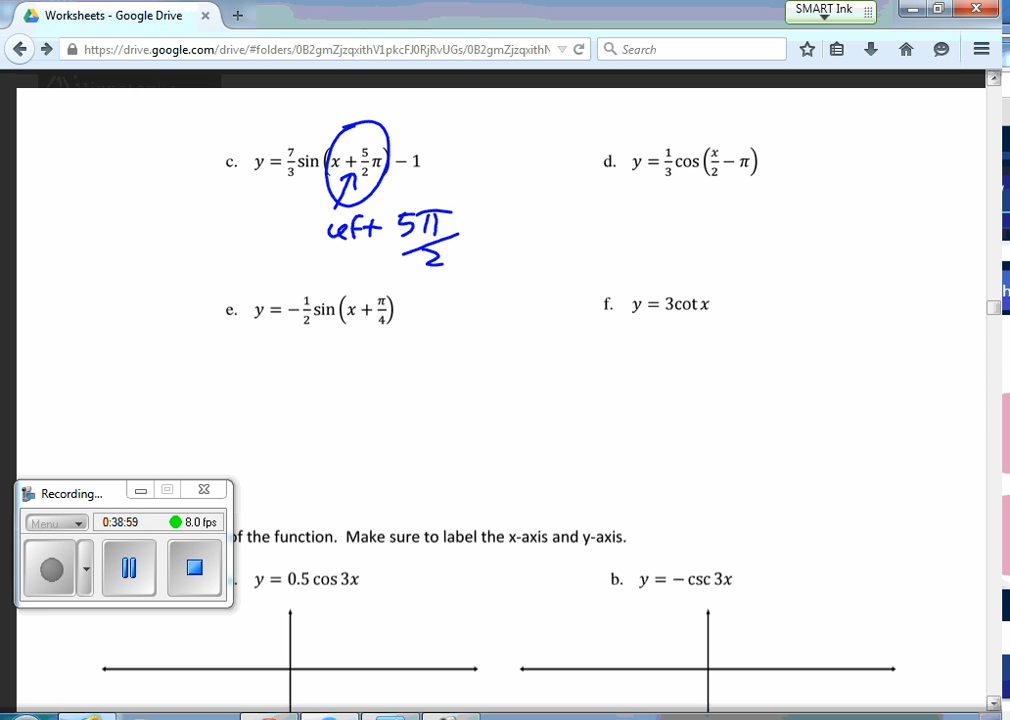 Worksheets - Google Drive
SMART Ink
https://drive.google.com/drive/#folders/0B2gmZjzqxithV1pkcFJ0RjRvUGs/0B2gmZjzqxithN
Search
c. y = 7/3 sin (x + 5/2 π) − 1
d. y = 1/3 cos (x/2 − π)
left 5π/2
e. y = − 1/2 sin (x + π/4)
f. y = 3cot x
Recording...
Menu
0:38:59
8.0 fps
of the function. Make sure to label the x-axis and y-axis.
. y = 0.5 cos 3x
b. y = − csc 3x